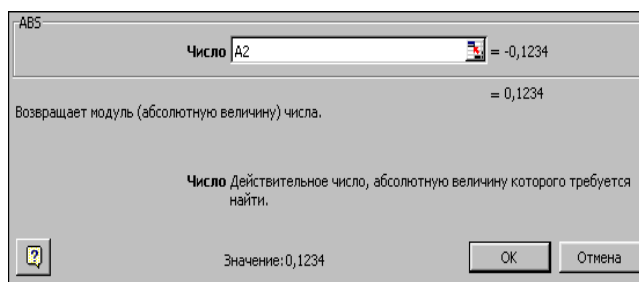 ABS
Число A2 = -0,1234
= 0,1234
Возвращает модуль (абсолютную величину) числа.
Число Действительное число, абсолютную величину которого требуется
найти.
Значение:0,1234 OK Отмена